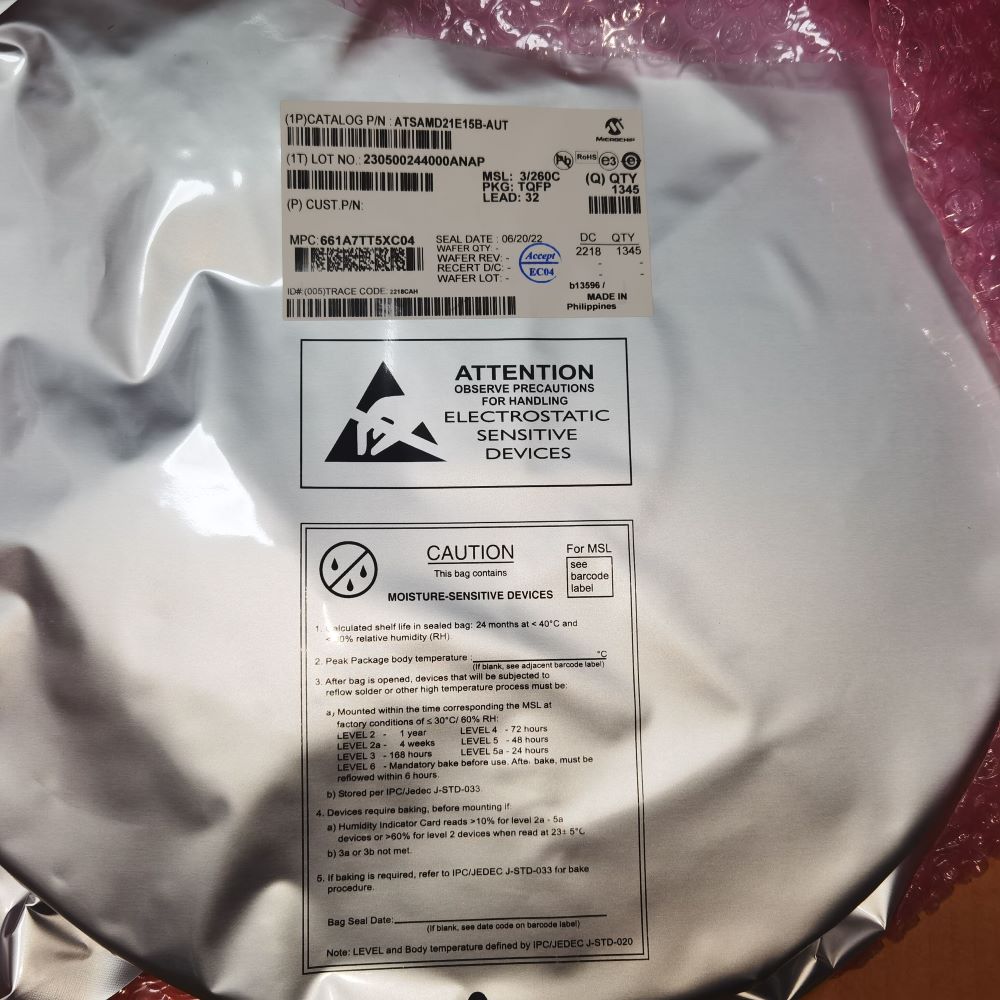 (1P)CATALOG P/N : ATSAMD21E15B-AUT
MICROCHIP
(1T) LOT NO.: 230500244000ANAP
Pb RoHS e3 e
MSL: 3/260C
PKG: TQFP
LEAD: 32
(Q) QTY
1345
(P) CUST.P/N:
MPC:661A7TT5XC04
SEAL DATE : 06/20/22
WAFER QTY: -
WAFER REV: -
RECERT D/C: -
WAFER LOT: -
Accept
EC04
DC QTY
2218 1345
- -
- -
b13596 /
MADE IN
Philippines
ID#:(005)TRACE CODE: 2218CAH
ATTENTION
OBSERVE PRECAUTIONS
FOR HANDLING
ELECTROSTATIC
SENSITIVE
DEVICES
CAUTION
This bag contains
MOISTURE-SENSITIVE DEVICES
For MSL
see
barcode
label
1. Calculated shelf life in sealed bag: 24 months at < 40°C and
< 90% relative humidity (RH)
2. Peak Package body temperature : °C
(If blank, see adjacent barcode label)
3. After bag is opened, devices that will be subjected to
reflow solder or other high temperature process must be:
a) Mounted within the time corresponding the MSL at
factory conditions of ≤ 30°C/ 60% RH:
LEVEL 2 - 1 year LEVEL 4 - 72 hours
LEVEL 2a - 4 weeks LEVEL 5 - 48 hours
LEVEL 3 - 168 hours LEVEL 5a - 24 hours
LEVEL 6 - Mandatory bake before use. After bake, must be
reflowed within 6 hours.
b) Stored per IPC/Jedec J-STD-033
4. Devices require baking, before mounting if
a) Humidity Indicator Card reads >10% for level 2a - 5a
devices or >60% for level 2 devices when read at 23± 5°C
b) 3a or 3b not met.
5. If baking is required, refer to IPC/JEDEC J-STD-033 for bake
procedure.
Bag Seal Date:
(If blank, see date code on barcode label)
Note: LEVEL and Body temperature defined by IPC/JEDEC J-STD-020